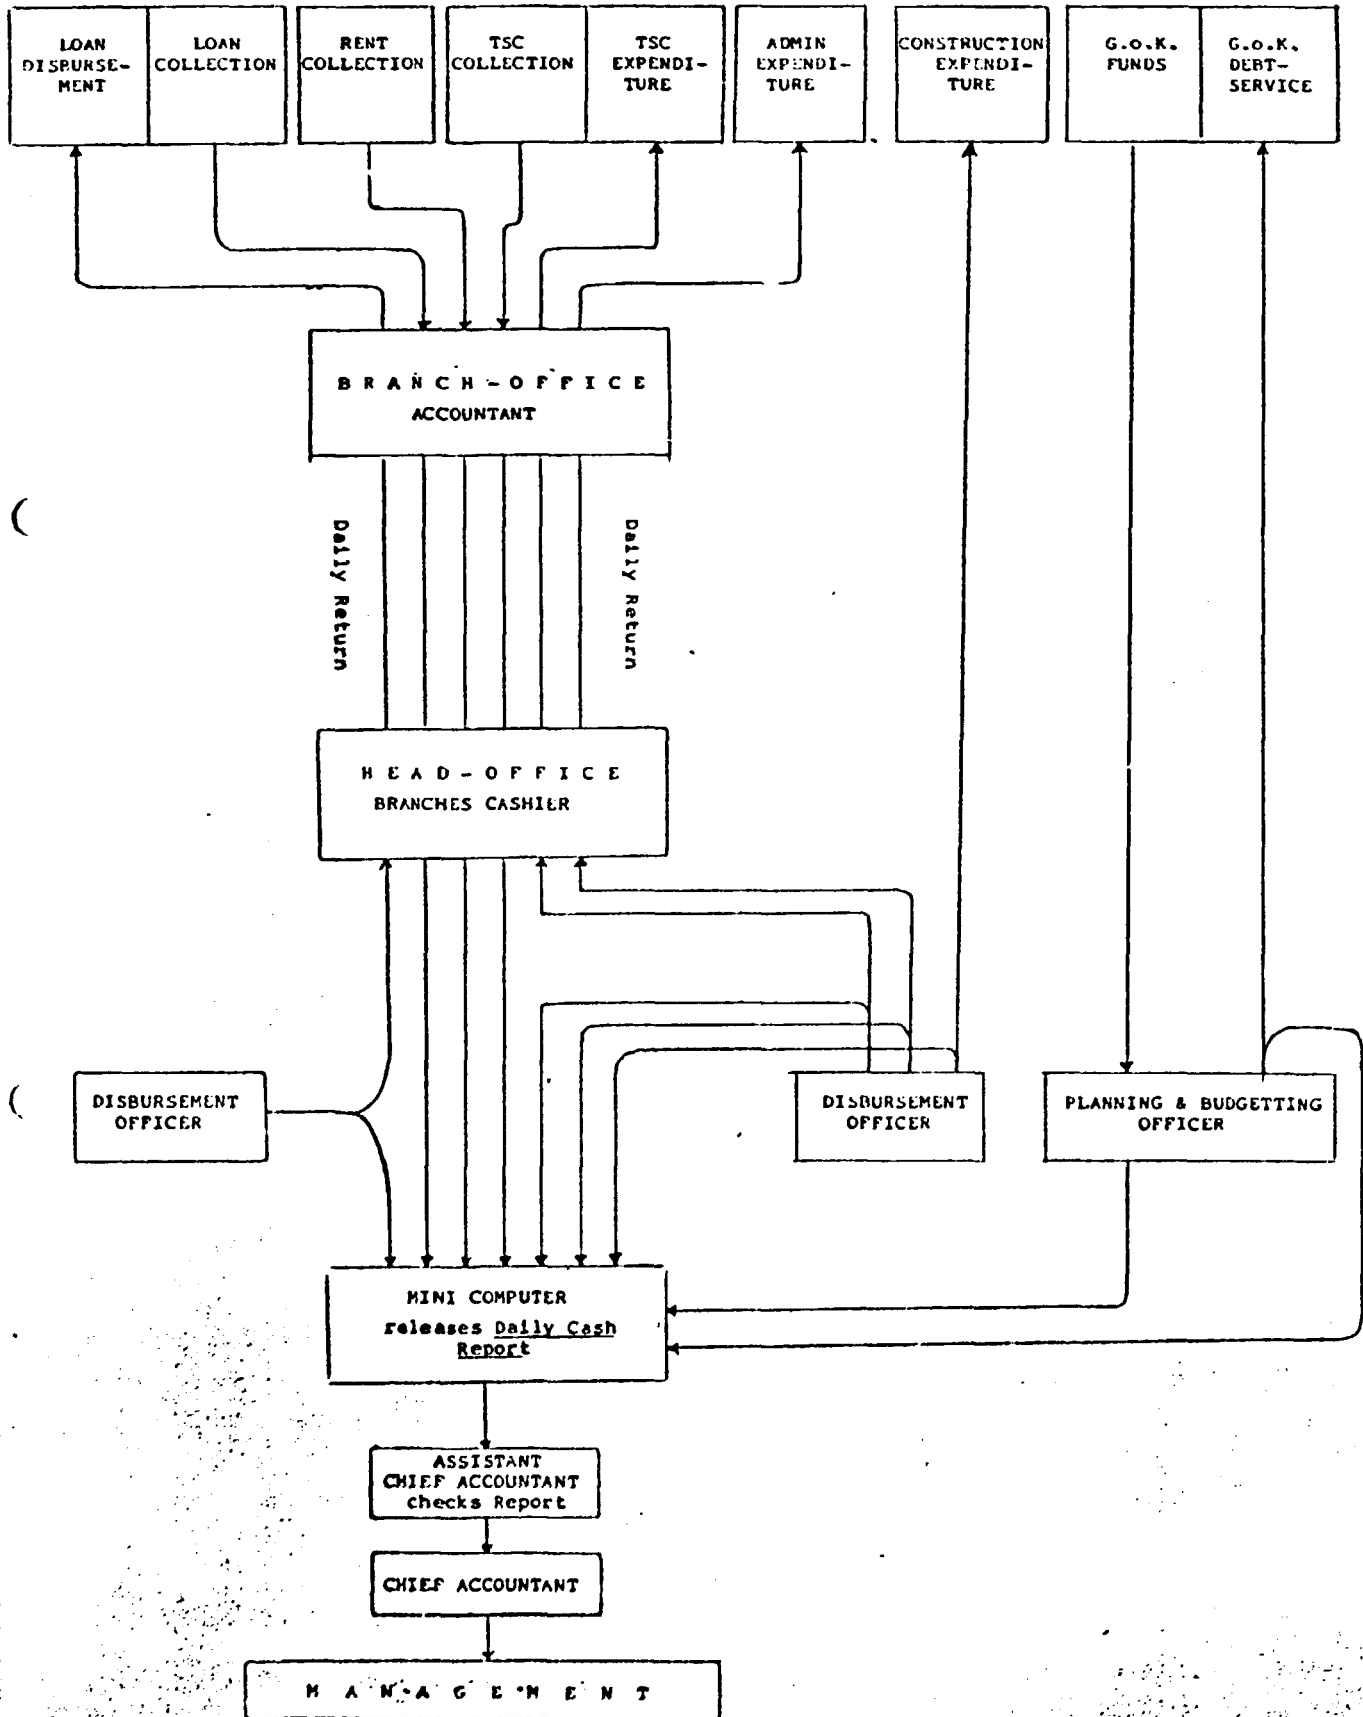 LOAN
DISBURSE-
MENT
LOAN
COLLECTION
RENT
COLLECTION
TSC
COLLECTION
TSC
EXPENDI-
TURE
ADMIN
EXPENDI-
TURE
CONSTRUCTION
EXPENDI-
TURE
G.o.K.
FUNDS
G.o.K.
DEBT-
SERVICE
BRANCH-OFFICE
ACCOUNTANT
Daily Return
Daily Return
HEAD-OFFICE
BRANCHES CASHIER
DISBURSEMENT
OFFICER
DISBURSEMENT
OFFICER
PLANNING & BUDGETTING
OFFICER
MINI COMPUTER
releases Daily Cash
Report
ASSISTANT
CHIEF ACCOUNTANT
checks Report
CHIEF ACCOUNTANT
MANAGEMENT